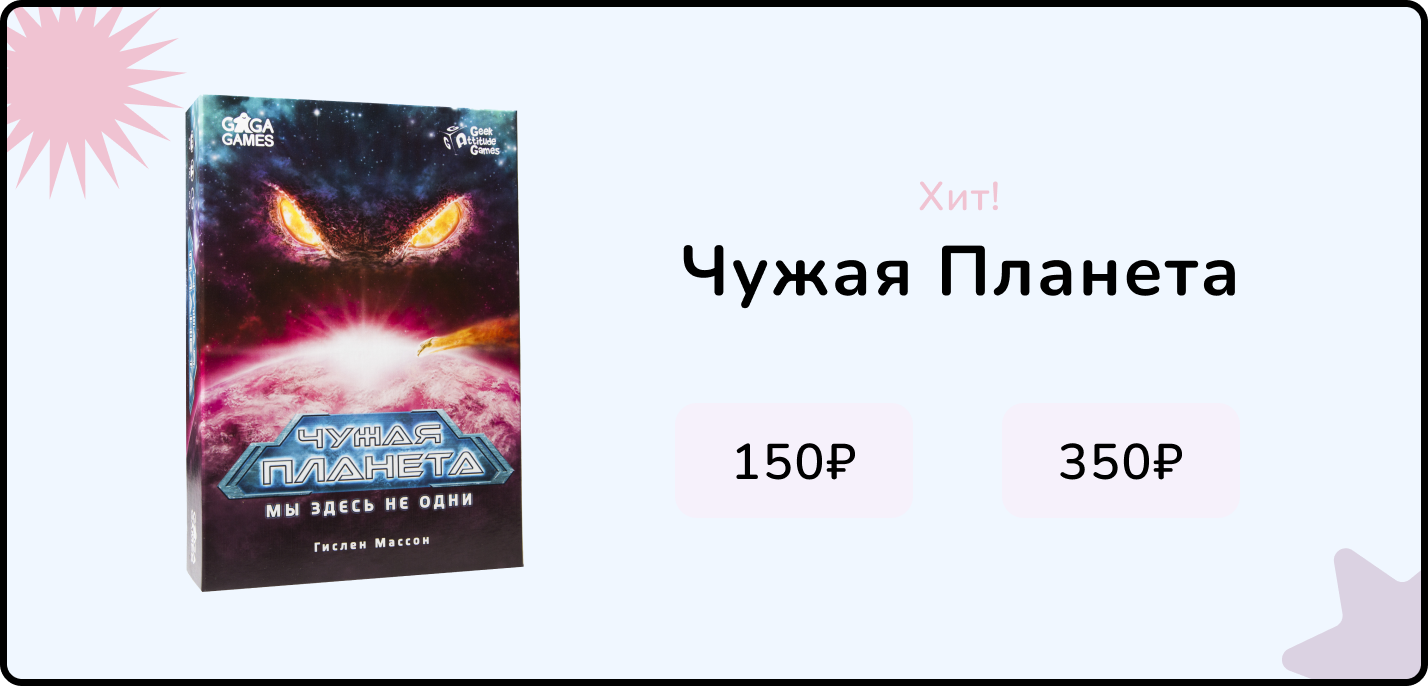 GAGA
GAMES
Geek
Attitude
Games
ЧУЖАЯ
ПЛАНЕТА
МЫ ЗДЕСЬ НЕ ОДНИ
Гислен Массон
Хит!
Чужая Планета
150₽
350₽